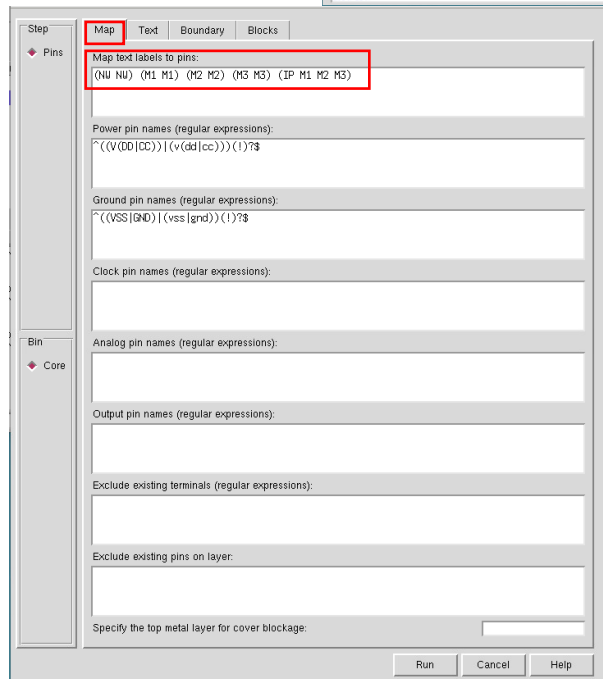 Step
Pins
Bin
Core
Map Text Boundary Blocks
Map text labels to pins:
(NW NW) (M1 M1) (M2 M2) (M3 M3) (IP M1 M2 M3)
Power pin names (regular expressions):
^((V(DD|CC))|(v(dd|cc)))(!)?$
Ground pin names (regular expressions):
^((VSS|GND)|(vss|gnd))(!)?$
Clock pin names (regular expressions):
Analog pin names (regular expressions):
Output pin names (regular expressions):
Exclude existing terminals (regular expressions):
Exclude existing pins on layer:
Specify the top metal layer for cover blockage:
Run Cancel Help